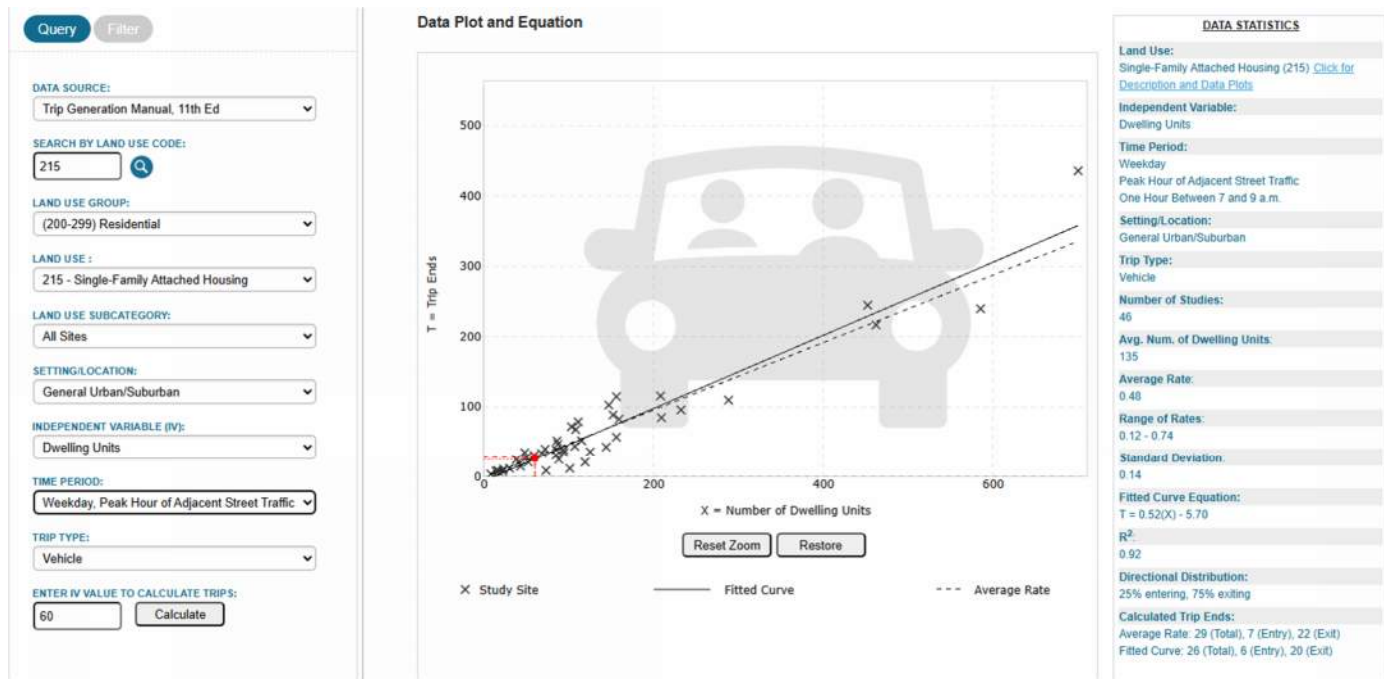 Query
Filter
DATA SOURCE:
Trip Generation Manual, 11th Ed
SEARCH BY LAND USE CODE:
215
LAND USE GROUP:
(200-299) Residential
LAND USE :
215 - Single-Family Attached Housing
LAND USE SUBCATEGORY:
All Sites
SETTING/LOCATION:
General Urban/Suburban
INDEPENDENT VARIABLE (IV):
Dwelling Units
TIME PERIOD:
Weekday, Peak Hour of Adjacent Street Traffic
TRIP TYPE:
Vehicle
ENTER IV VALUE TO CALCULATE TRIPS:
60
Calculate
Data Plot and Equation
T = Trip Ends
500
400
300
200
100
0
0
200
400
600
X = Number of Dwelling Units
Reset Zoom
Restore
Study Site
Fitted Curve
Average Rate
DATA STATISTICS
Land Use:
Single-Family Attached Housing (215) Click for
Description and Data Plots
Independent Variable:
Dwelling Units
Time Period:
Weekday
Peak Hour of Adjacent Street Traffic
One Hour Between 7 and 9 a.m.
Setting/Location:
General Urban/Suburban
Trip Type:
Vehicle
Number of Studies:
46
Avg. Num. of Dwelling Units:
135
Average Rate:
0.48
Range of Rates:
0.12 - 0.74
Standard Deviation:
0.14
Fitted Curve Equation:
T = 0.52(X) - 5.70
R²:
0.92
Directional Distribution:
25% entering, 75% exiting
Calculated Trip Ends:
Average Rate: 29 (Total), 7 (Entry), 22 (Exit)
Fitted Curve: 26 (Total), 6 (Entry), 20 (Exit)